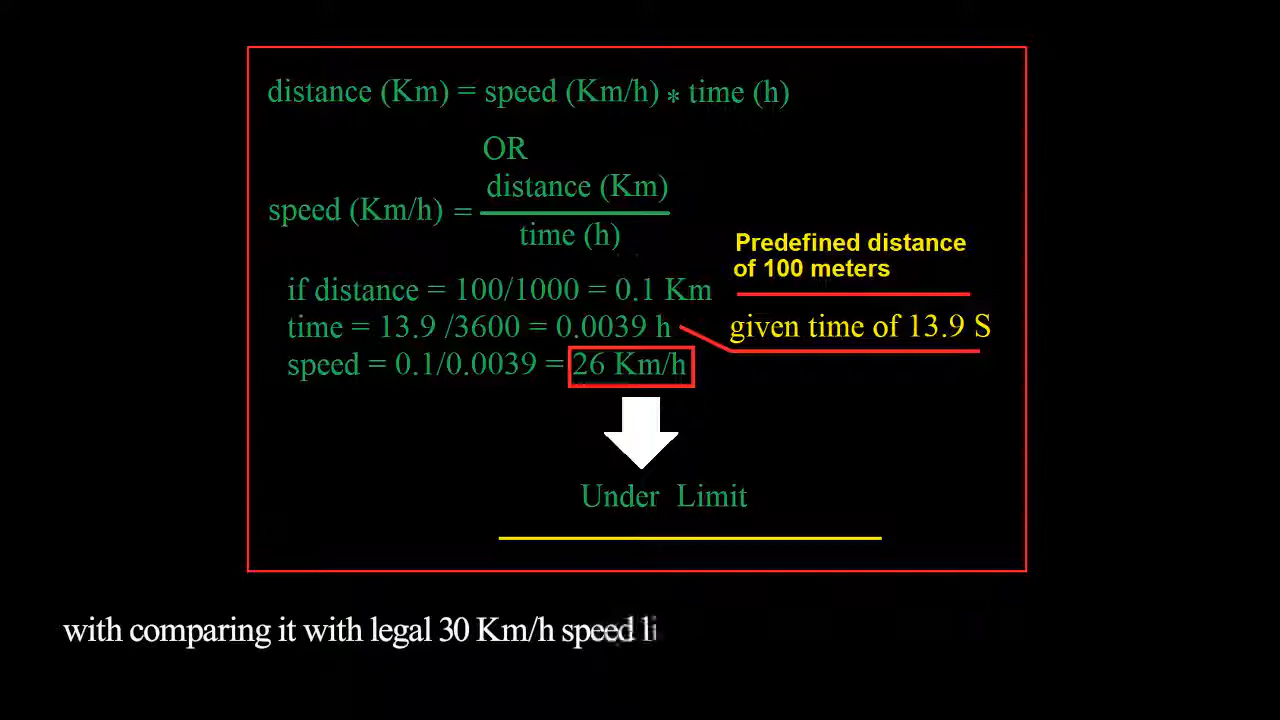 distance (Km) = speed (Km/h) * time (h)
OR
speed (Km/h) = distance (Km)
time (h)
Predefined distance
of 100 meters
if distance = 100/1000 = 0.1 Km
time = 13.9 /3600 = 0.0039 h
given time of 13.9 S
speed = 0.1/0.0039 = 26 Km/h
Under Limit
with comparing it with legal 30 Km/h speed